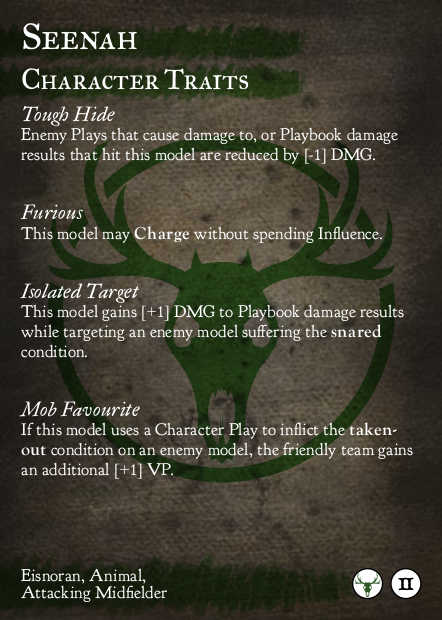 Seenah
Character Traits
Tough Hide
Enemy Plays that cause damage to, or Playbook damage
results that hit this model are reduced by [-1] DMG.
Furious
This model may Charge without spending Influence.
Isolated Target
This model gains [+1] DMG to Playbook damage results
while targeting an enemy model suffering the snared
condition.
Mob Favourite
If this model uses a Character Play to inflict the taken-
out condition on an enemy model, the friendly team gains
an additional [+1] VP.
Eisnoran, Animal,
Attacking Midfielder
II